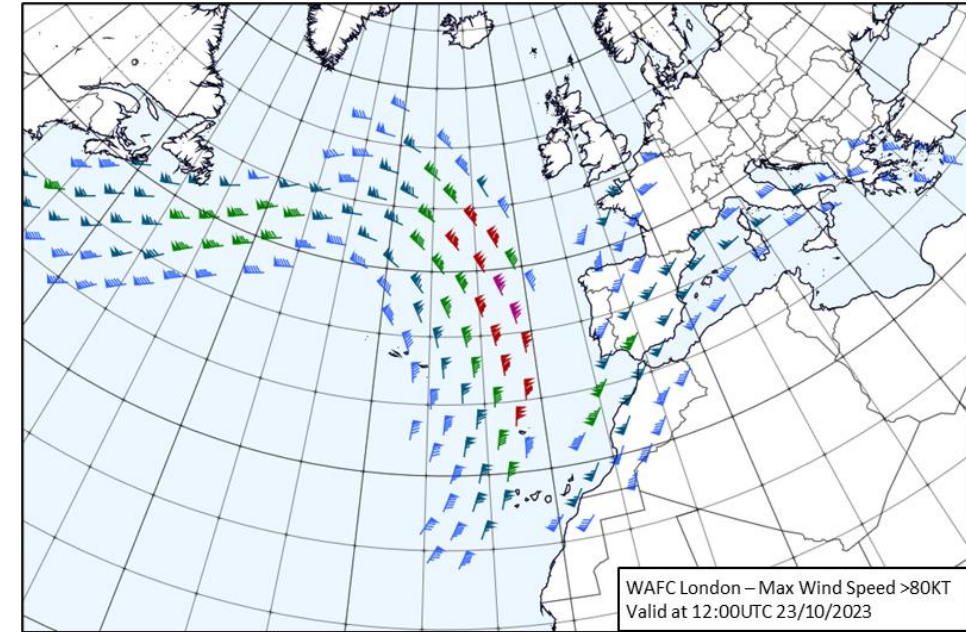 WAFC London – Max Wind Speed >80KT
Valid at 12:00UTC 23/10/2023